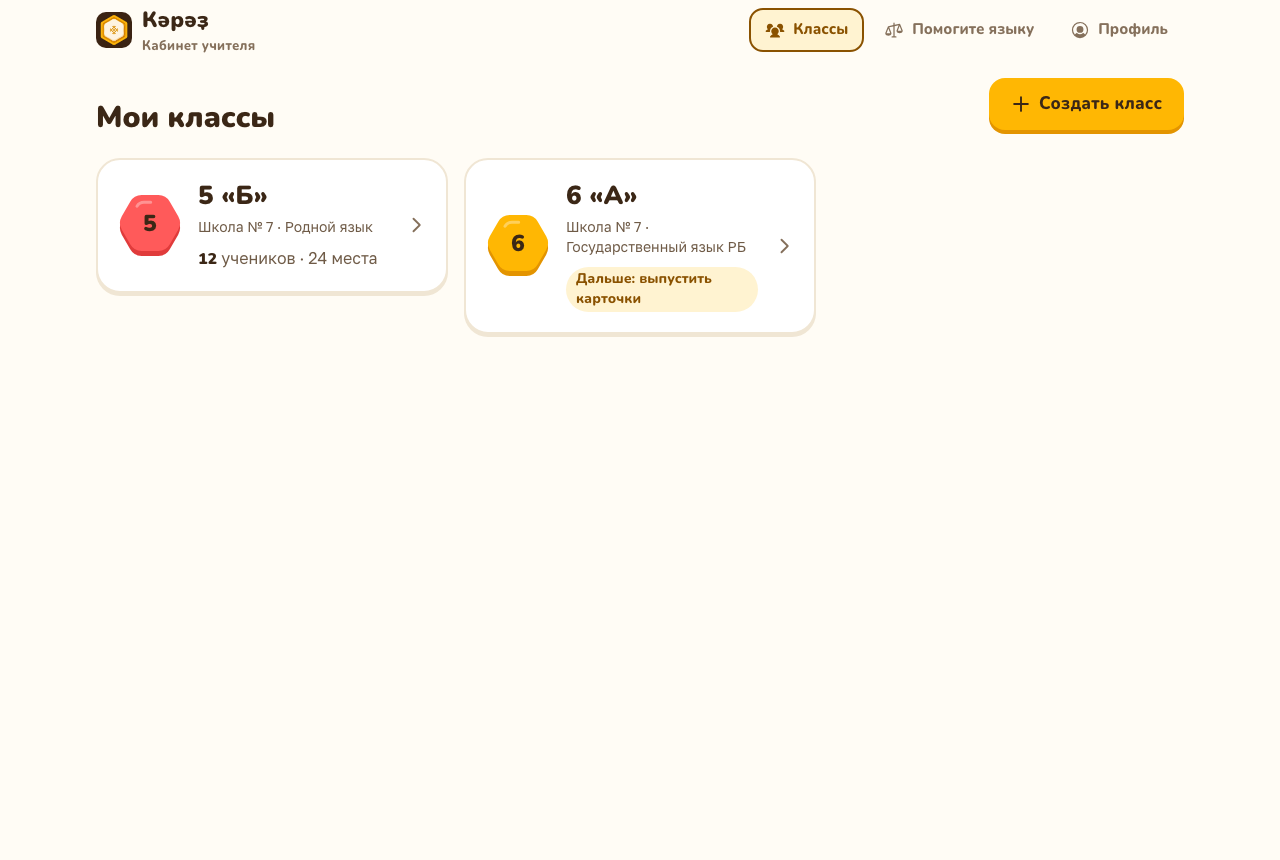 Кәрәҙ
Кабинет учителя
Классы
Помогите языку
Профиль
Мои классы
Создать класс
5
5 «Б»
Школа № 7 · Родной язык
12 учеников · 24 места
6
6 «А»
Школа № 7 ·
Государственный язык РБ
Дальше: выпустить
карточки